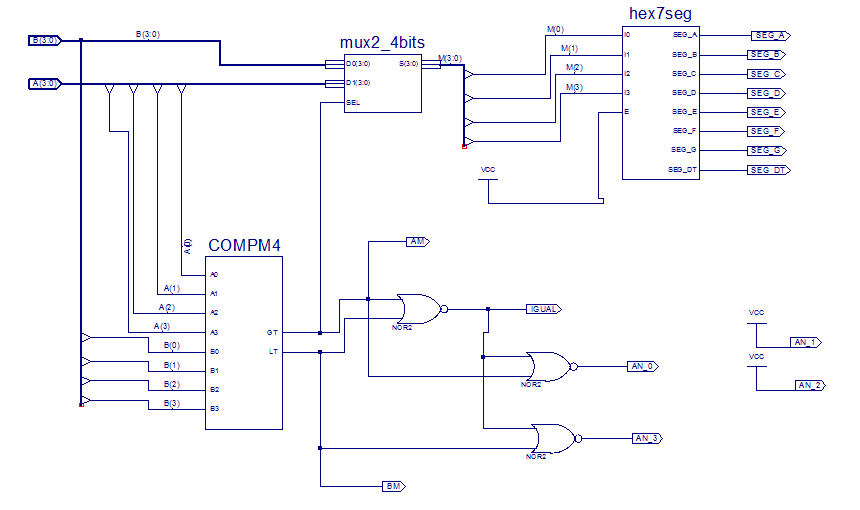 hex7seg
B(3:0)
B(3:0)
mux2_4bits
M(0)
I0
SEG_A
SEG_A
M(1)
I1
SEG_B
SEG_B
D0(3:0)
S(3:0)
M(3:0)
M(2)
I2
SEG_C
SEG_C
A(3:0)
D1(3:0)
M(3)
I3
SEG_D
SEG_D
SEL
E
SEG_E
SEG_E
SEG_F
SEG_F
SEG_G
SEG_G
VCC
SEG_DT
SEG_DT
A(0)
COMPM4
AM
A0
A(1)
A1
A(2)
A2
IGUAL
VCC
A(3)
A3
GT
NOR2
B(0)
B0
LT
AN_1
VCC
B(1)
B1
AN_0
B(2)
B2
NOR2
AN_2
B(3)
B3
AN_3
NOR2
BM